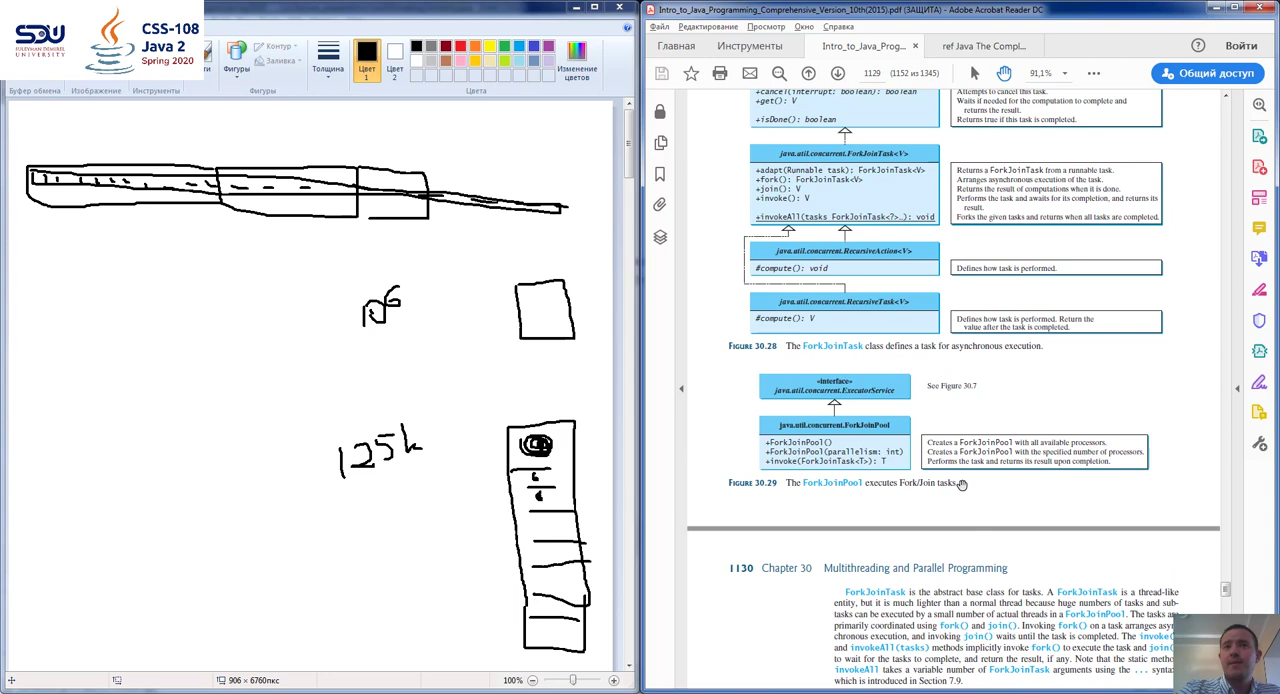 SDU
SULEYMAN DEMIREL
UNIVERSITY
Java
CSS-108
Java 2
Spring 2020
Фигуры
Контур
Заливка
Толщина
Цвет 1
Цвет 2
Изменение цветов
Буфер обмена
Изображение
Инструменты
Фигуры
Цвета
10^6
125k
906 × 6760пкс
100%
Intro_to_Java_Programming_Comprehensive_Version_10th(2015).pdf (ЗАЩИТА) - Adobe Acrobat Reader DC
Файл Редактирование Просмотр Окно Справка
Главная Инструменты Intro_to_Java_Prog... ref Java The Compl... Войти
1129 (1152 из 1345) 91,1% Общий доступ
+cancel(interrupt: boolean): boolean
+get(): V
+isDone(): boolean
Attempts to cancel this task.
Waits if needed for the computation to complete and
returns the result.
Returns true if this task is completed.
java.util.concurrent.ForkJoinTask<V>
+adapt(Runnable task): ForkJoinTask<V>
+fork(): ForkJoinTask<V>
+join(): V
+invoke(): V
+invokeAll(tasks ForkJoinTask<?>…): void
Returns a ForkJoinTask from a runnable task.
Arranges asynchronous execution of the task.
Returns the result of computations when it is done.
Performs the task and awaits for its completion, and returns its
result.
Forks the given tasks and returns when all tasks are completed.
java.util.concurrent.RecursiveAction<V>
#compute(): void
Defines how task is performed.
java.util.concurrent.RecursiveTask<V>
#compute(): V
Defines how task is performed. Return the
value after the task is completed.
FIGURE 30.28 The ForkJoinTask class defines a task for asynchronous execution.
«interface»
java.util.concurrent.ExecutorService
See Figure 30.7
java.util.concurrent.ForkJoinPool
+ForkJoinPool()
+ForkJoinPool(parallelism: int)
+invoke(ForkJoinTask<T>): T
Creates a ForkJoinPool with all available processors.
Creates a ForkJoinPool with the specified number of processors.
Performs the task and returns its result upon completion.
FIGURE 30.29 The ForkJoinPool executes Fork/Join tasks.
1130 Chapter 30 Multithreading and Parallel Programming
ForkJoinTask is the abstract base class for tasks. A ForkJoinTask is a thread-like
entity, but it is much lighter than a normal thread because huge numbers of tasks and sub-
tasks can be executed by a small number of actual threads in a ForkJoinPool. The tasks are
primarily coordinated using fork() and join(). Invoking fork() on a task arranges asyn
chronous execution, and invoking join() waits until the task is completed. The invoke(
and invokeAll(tasks) methods implicitly invoke fork() to execute the task and join(
to wait for the tasks to complete, and return the result, if any. Note that the static metho
invokeAll takes a variable number of ForkJoinTask arguments using the ... synta
which is introduced in Section 7.9.